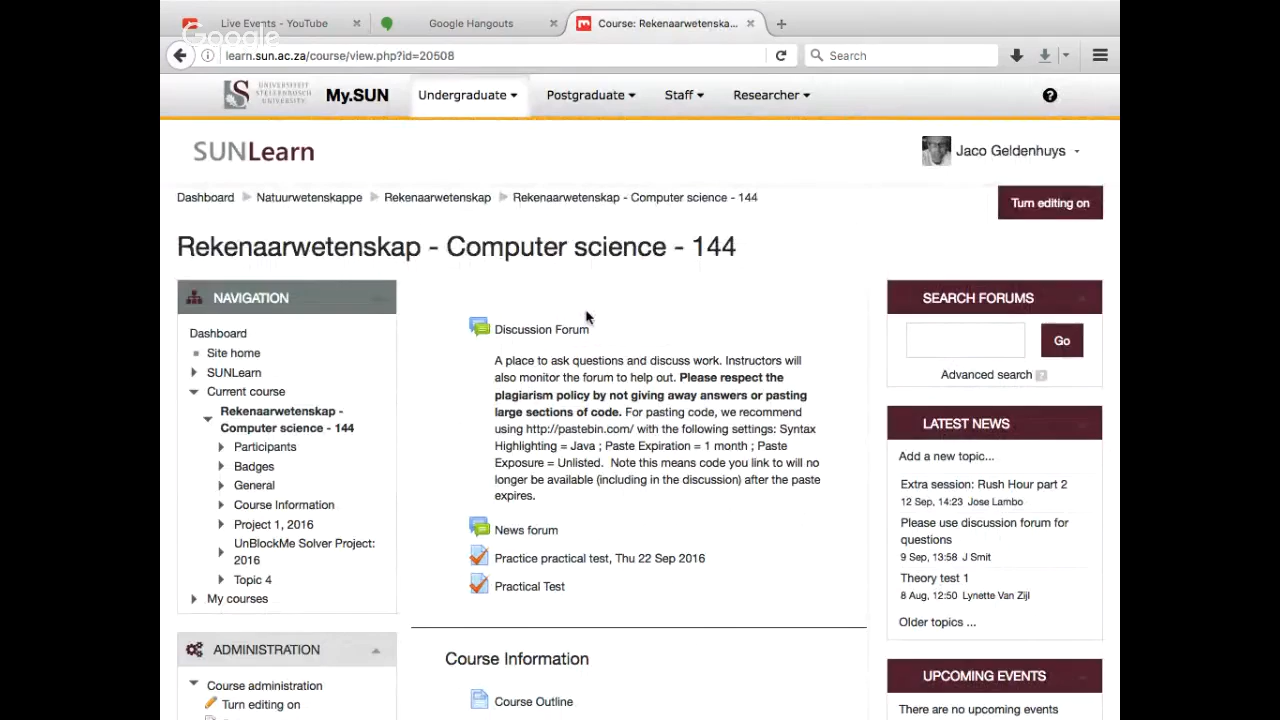 Live Events - YouTube
Google Hangouts
Course: Rekenaarwetenska...
Google
learn.sun.ac.za/course/view.php?id=20508
Search
UNIVERSITEIT
STELLENBOSCH
UNIVERSITY
My.SUN
Undergraduate
Postgraduate
Staff
Researcher
SUNLearn
Jaco Geldenhuys
Dashboard
Natuurwetenskappe
Rekenaarwetenskap
Rekenaarwetenskap - Computer science - 144
Turn editing on
Rekenaarwetenskap - Computer science - 144
NAVIGATION
Dashboard
Site home
SUNLearn
Current course
Rekenaarwetenskap -
Computer science - 144
Participants
Badges
General
Course Information
Project 1, 2016
UnBlockMe Solver Project:
2016
Topic 4
My courses
ADMINISTRATION
Course administration
Turn editing on
Discussion Forum
A place to ask questions and discuss work. Instructors will
also monitor the forum to help out. Please respect the
plagiarism policy by not giving away answers or pasting
large sections of code. For pasting code, we recommend
using http://pastebin.com/ with the following settings: Syntax
Highlighting = Java ; Paste Expiration = 1 month ; Paste
Exposure = Unlisted. Note this means code you link to will no
longer be available (including in the discussion) after the paste
expires.
News forum
Practice practical test, Thu 22 Sep 2016
Practical Test
Course Information
Course Outline
SEARCH FORUMS
Go
Advanced search
LATEST NEWS
Add a new topic...
Extra session: Rush Hour part 2
12 Sep, 14:23 Jose Lambo
Please use discussion forum for
questions
9 Sep, 13:58 J Smit
Theory test 1
8 Aug, 12:50 Lynette Van Zijl
Older topics ...
UPCOMING EVENTS
There are no upcoming events